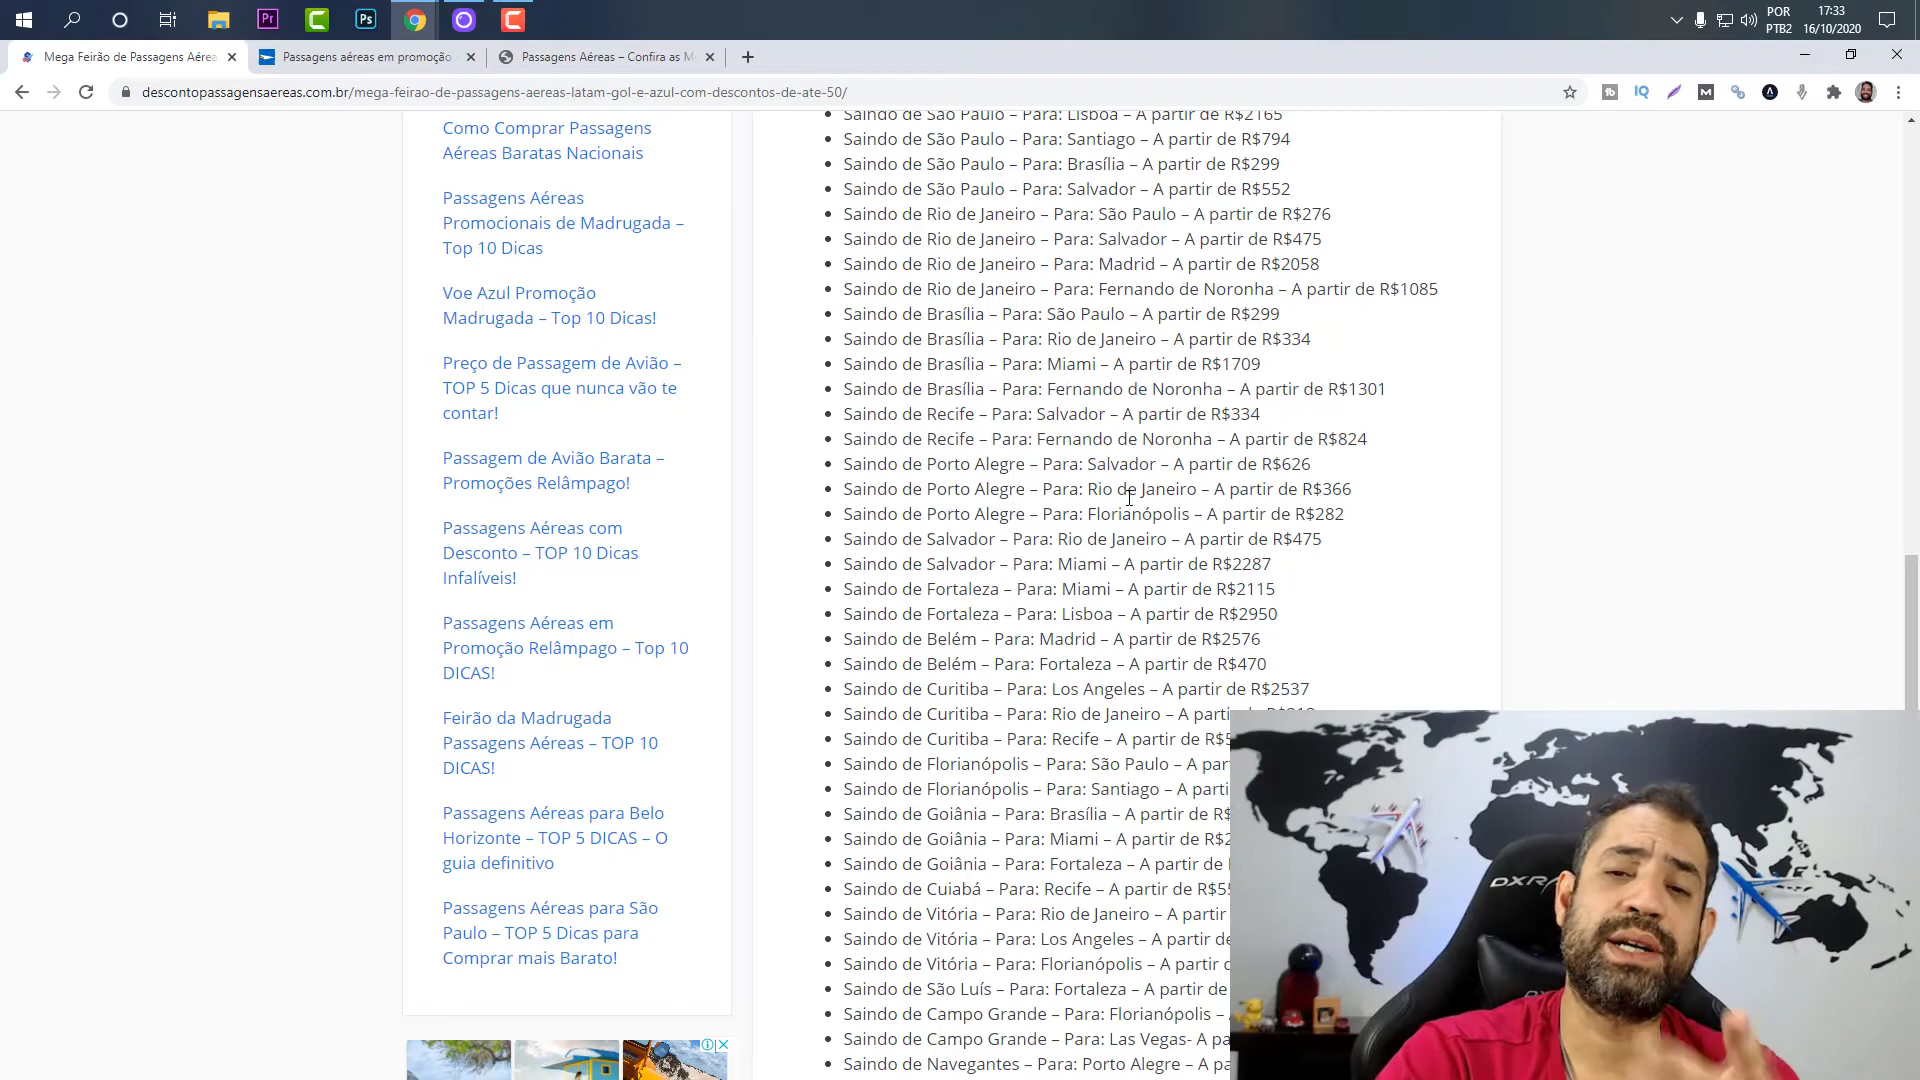 POR
PTB2
17:33
16/10/2020
Mega Feirão de Passagens Aérea
Passagens aéreas em promoção
Passagens Aéreas – Confira as M
descontopassagensaereas.com.br/mega-feirao-de-passagens-aereas-latam-gol-e-azul-com-descontos-de-ate-50/
Como Comprar Passagens
Aéreas Baratas Nacionais
Passagens Aéreas
Promocionais de Madrugada –
Top 10 Dicas
Voe Azul Promoção
Madrugada – Top 10 Dicas!
Preço de Passagem de Avião –
TOP 5 Dicas que nunca vão te
contar!
Passagem de Avião Barata –
Promoções Relâmpago!
Passagens Aéreas com
Desconto – TOP 10 Dicas
Infalíveis!
Passagens Aéreas em
Promoção Relâmpago – Top 10
DICAS!
Feirão da Madrugada
Passagens Aéreas – TOP 10
DICAS!
Passagens Aéreas para Belo
Horizonte – TOP 5 DICAS – O
guia definitivo
Passagens Aéreas para São
Paulo – TOP 5 Dicas para
Comprar mais Barato!
Saindo de São Paulo – Para: Lisboa – A partir de R$2165
Saindo de São Paulo – Para: Santiago – A partir de R$794
Saindo de São Paulo – Para: Brasília – A partir de R$299
Saindo de São Paulo – Para: Salvador – A partir de R$552
Saindo de Rio de Janeiro – Para: São Paulo – A partir de R$276
Saindo de Rio de Janeiro – Para: Salvador – A partir de R$475
Saindo de Rio de Janeiro – Para: Madrid – A partir de R$2058
Saindo de Rio de Janeiro – Para: Fernando de Noronha – A partir de R$1085
Saindo de Brasília – Para: São Paulo – A partir de R$299
Saindo de Brasília – Para: Rio de Janeiro – A partir de R$334
Saindo de Brasília – Para: Miami – A partir de R$1709
Saindo de Brasília – Para: Fernando de Noronha – A partir de R$1301
Saindo de Recife – Para: Salvador – A partir de R$334
Saindo de Recife – Para: Fernando de Noronha – A partir de R$824
Saindo de Porto Alegre – Para: Salvador – A partir de R$626
Saindo de Porto Alegre – Para: Rio de Janeiro – A partir de R$366
Saindo de Porto Alegre – Para: Florianópolis – A partir de R$282
Saindo de Salvador – Para: Rio de Janeiro – A partir de R$475
Saindo de Salvador – Para: Miami – A partir de R$2287
Saindo de Fortaleza – Para: Miami – A partir de R$2115
Saindo de Fortaleza – Para: Lisboa – A partir de R$2950
Saindo de Belém – Para: Madrid – A partir de R$2576
Saindo de Belém – Para: Fortaleza – A partir de R$470
Saindo de Curitiba – Para: Los Angeles – A partir de R$2537
Saindo de Curitiba – Para: Rio de Janeiro – A parti
Saindo de Curitiba – Para: Recife – A partir de R$5
Saindo de Florianópolis – Para: São Paulo – A par
Saindo de Florianópolis – Para: Santiago – A parti
Saindo de Goiânia – Para: Brasília – A partir de R$
Saindo de Goiânia – Para: Miami – A partir de R$2
Saindo de Goiânia – Para: Fortaleza – A partir de
Saindo de Cuiabá – Para: Recife – A partir de R$55
Saindo de Vitória – Para: Rio de Janeiro – A partir
Saindo de Vitória – Para: Los Angeles – A partir de
Saindo de Vitória – Para: Florianópolis – A partir
Saindo de São Luís – Para: Fortaleza – A partir de
Saindo de Campo Grande – Para: Florianópolis –
Saindo de Campo Grande – Para: Las Vegas- A pa
Saindo de Navegantes – Para: Porto Alegre – A pa